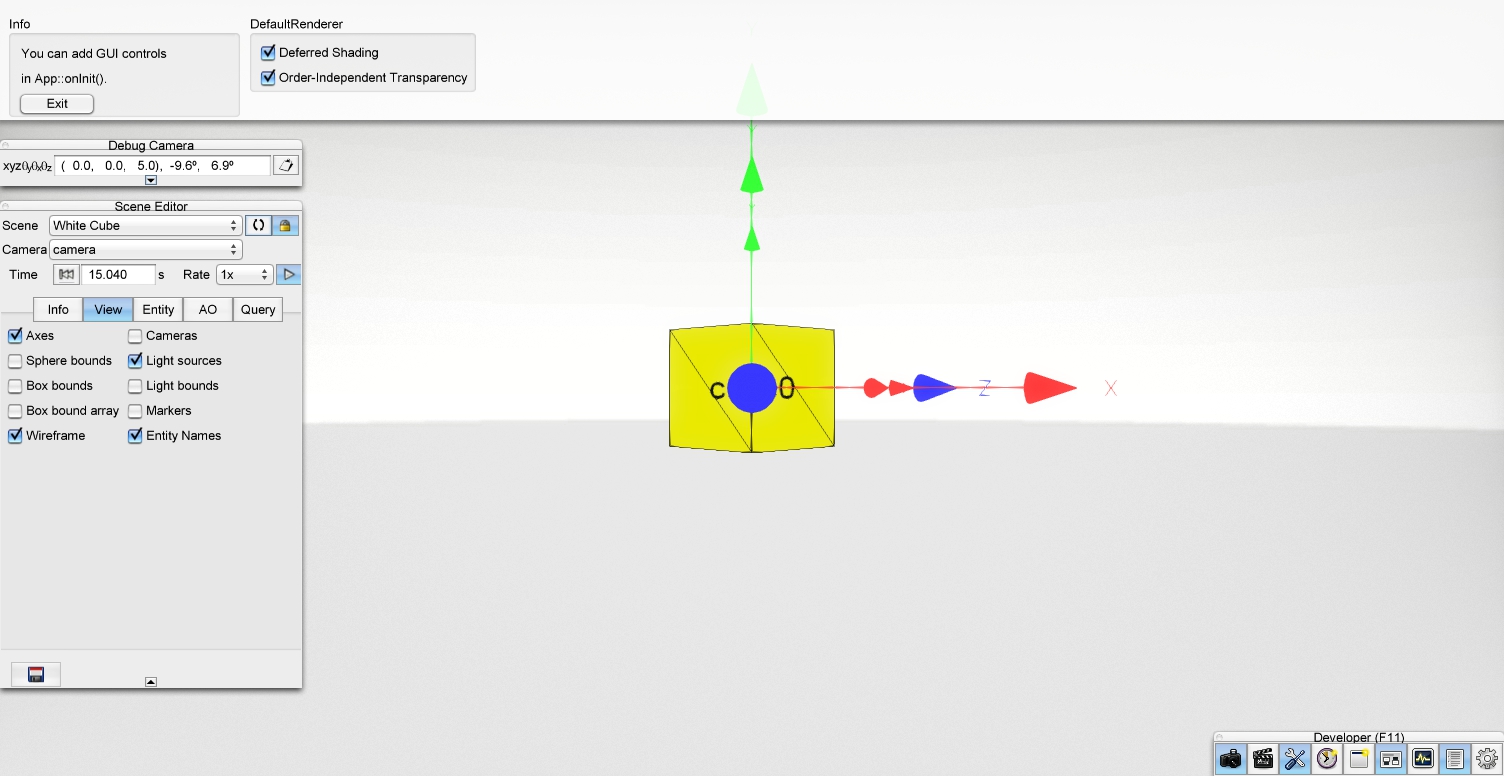 Info
You can add GUI controls
in App::onInit().
Exit
DefaultRenderer
Deferred Shading
Order-Independent Transparency
Debug Camera
( 0.0, 0.0, 5.0), -9.6º, 6.9º
Scene Editor
Scene White Cube
Camera camera
Time 15.040 s Rate 1x
Info View Entity AO Query
Axes Cameras
Sphere bounds Light sources
Box bounds Light bounds
Box bound array Markers
Wireframe Entity Names
Z X
Developer (F11)